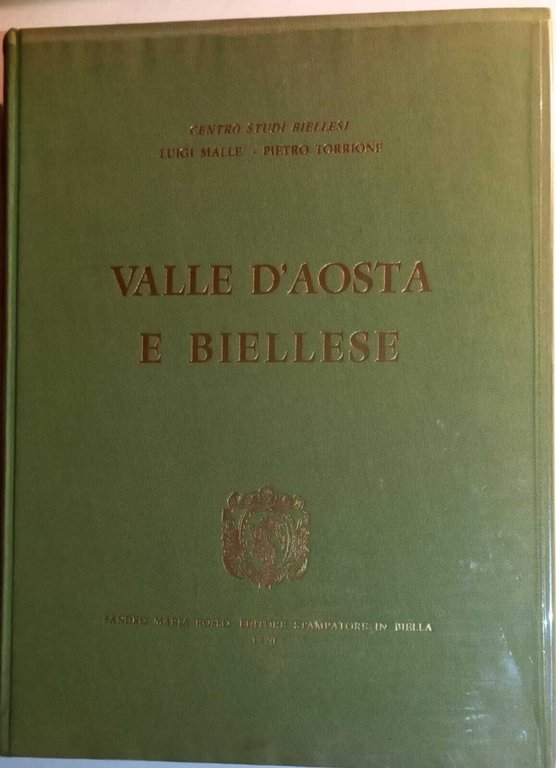 CENTRO STUDI BIELLESI
LUIGI MALLE' - PIETRO TORRIONE
VALLE D'AOSTA
E BIELLESE
SANDRO MARIA ROSSO EDITORE STAMPATORE IN BIELLA